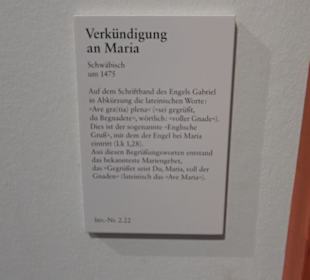 Verkündigung
an Maria
Schwäbisch
um 1475
Auf dem Schriftband des Engels Gabriel
in Abkürzung die lateinischen Worte:
»Ave gra(tia) plena« (»sei gegrüßt,
du Begnadete«, wörtlich: »voller Gnade«).
Dies ist der sogenannte »Englische
Gruß«, mit dem der Engel bei Maria
eintritt (Lk 1,28).
Aus diesen Begrüßungsworten entstand
das bekannteste Mariengebet,
das »Gegrüßet seist Du, Maria, voll der
Gnaden« (lateinisch das »Ave Maria«).
Inv.-Nr. 2.22